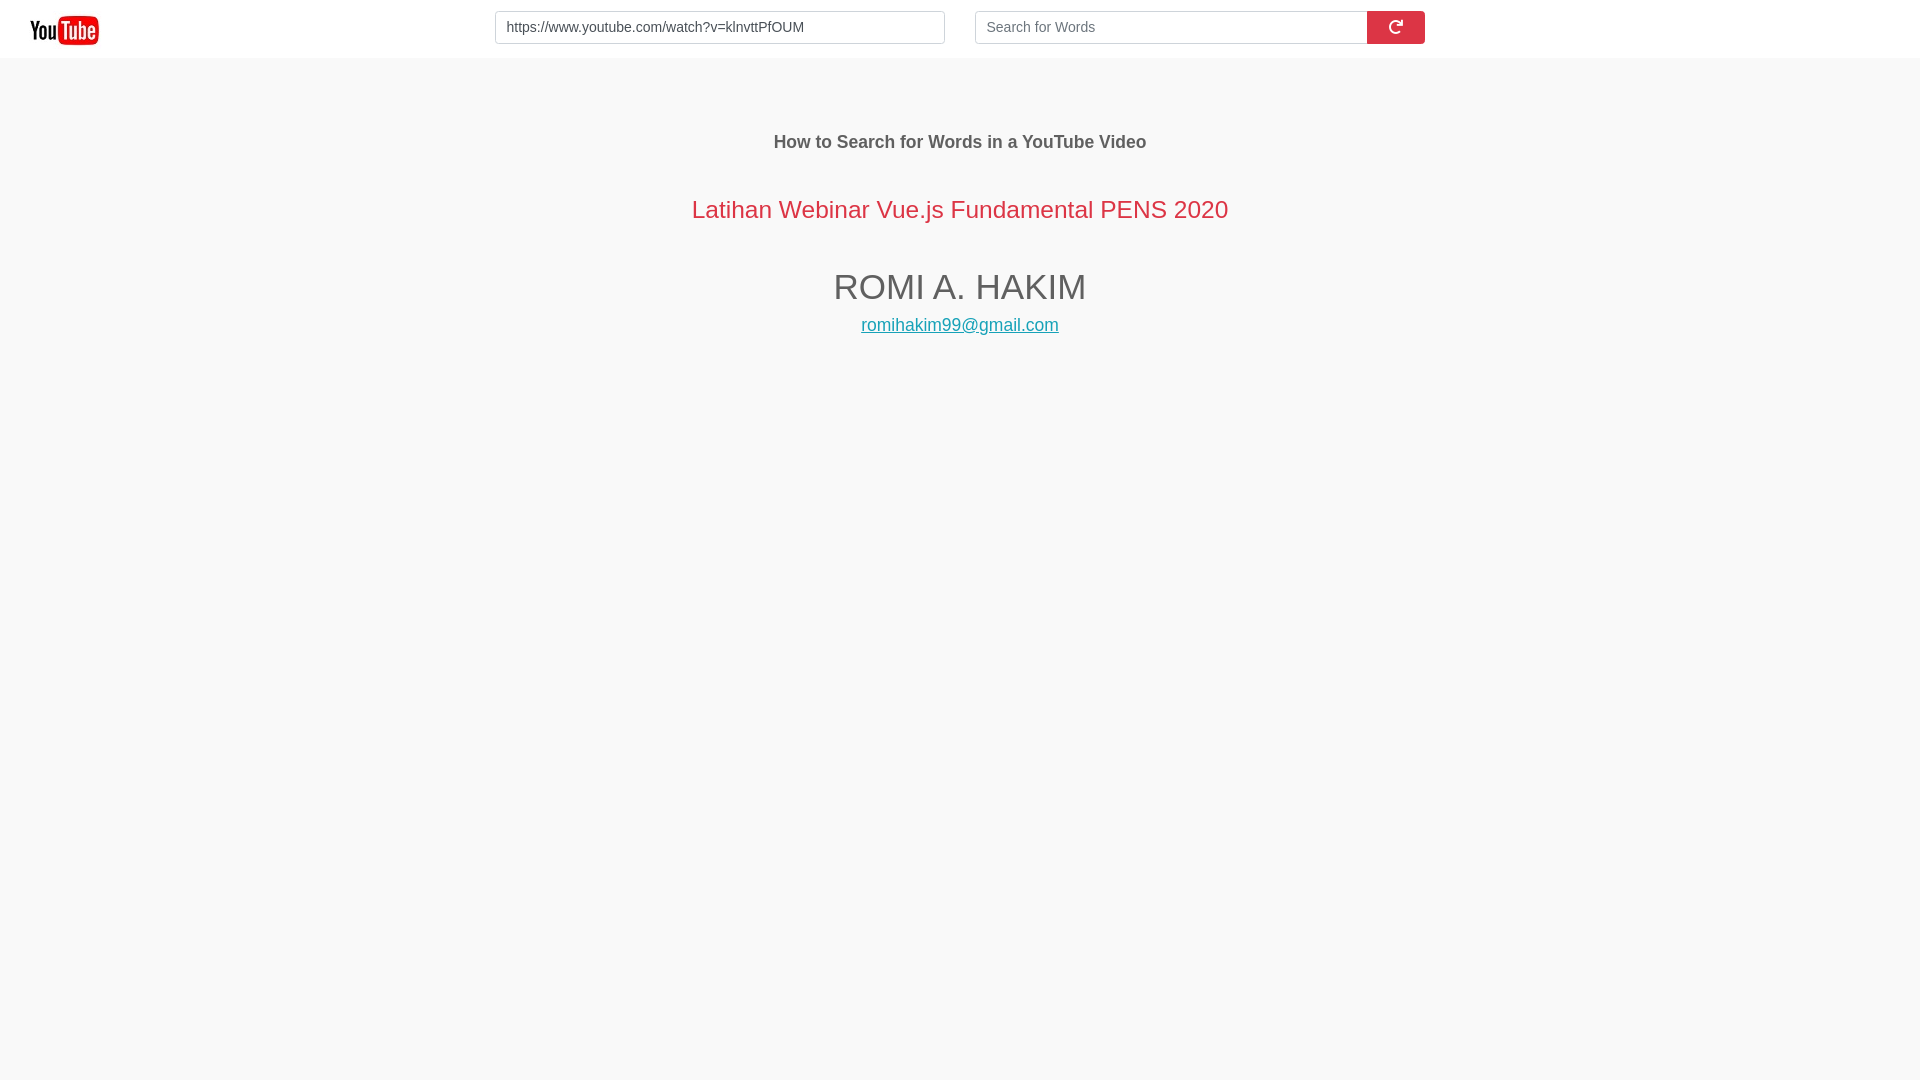 YouTube
https://www.youtube.com/watch?v=klnvttPfOUM
Search for Words
How to Search for Words in a YouTube Video
Latihan Webinar Vue.js Fundamental PENS 2020
ROMI A. HAKIM
romihakim99@gmail.com